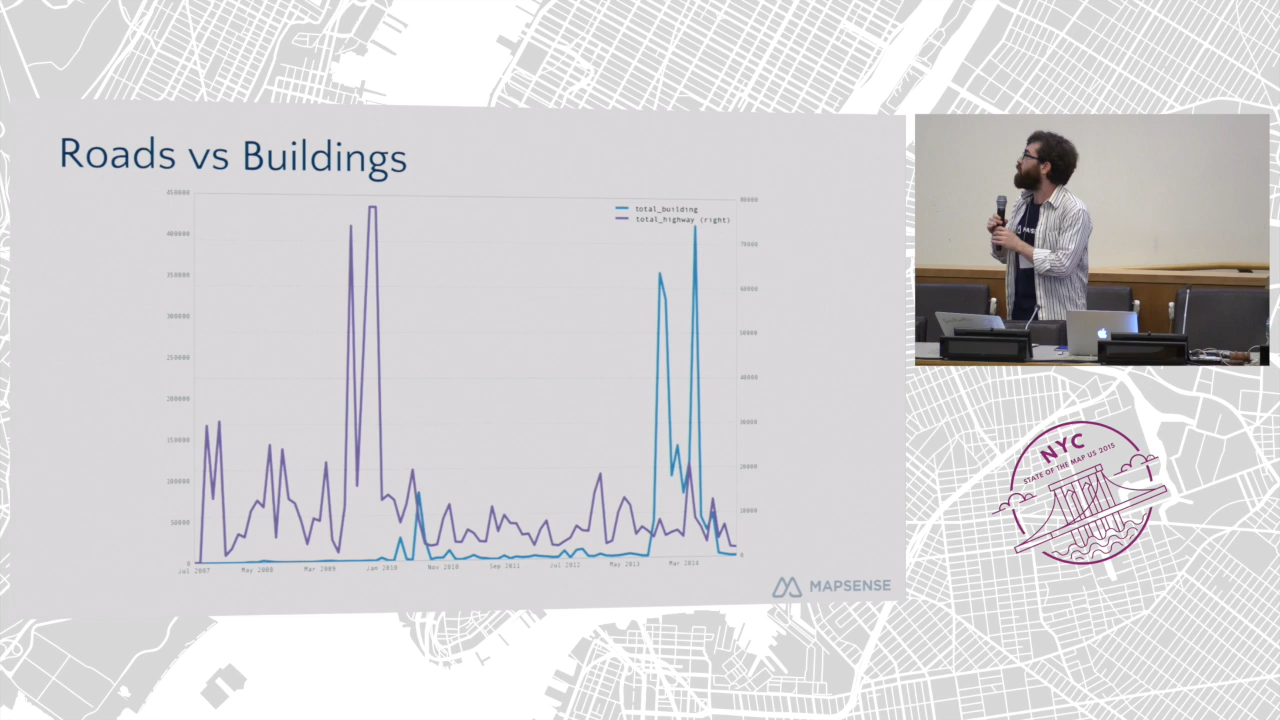 Roads vs Buildings
450000
400000
350000
300000
250000
200000
150000
100000
50000
0
total_building
total_highway (right)
80000
70000
60000
50000
40000
30000
20000
10000
0
Jul 2007
May 2008
Mar 2009
Jan 2010
Nov 2010
Sep 2011
Jul 2012
May 2013
Mar 2014
MAPSENSE
NYC
STATE OF THE MAP US 2015